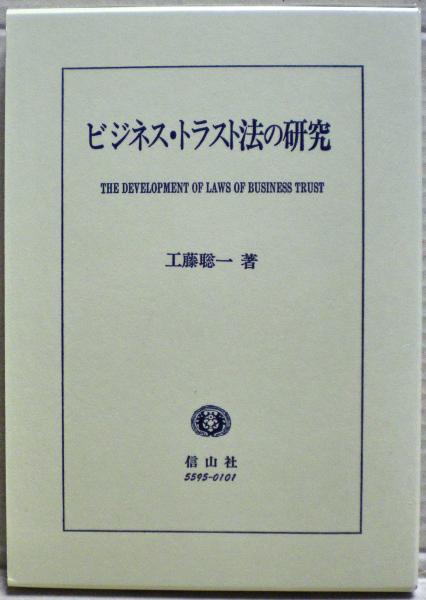 ビジネス・トラスト法の研究
THE DEVELOPMENT OF LAWS OF BUSINESS TRUST
工藤聡一 著
信山社
5595-0101